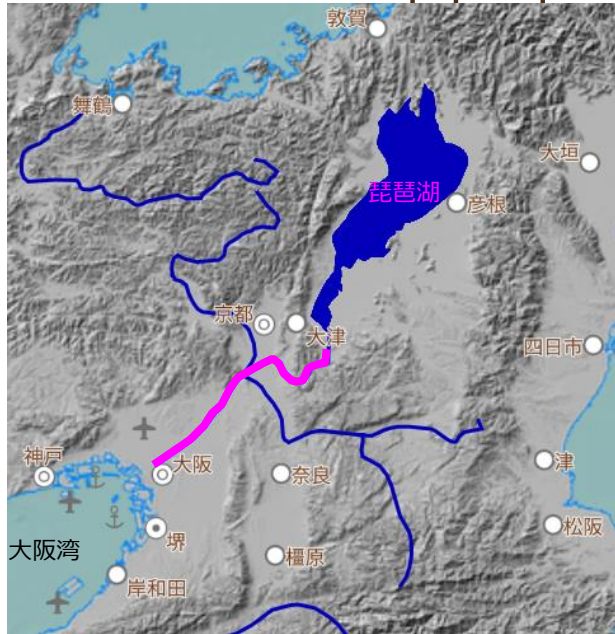 敦賀
舞鶴
大垣
琵琶湖
彦根
京都
大津
四日市
神戸
大阪
奈良
津
堺
松阪
大阪湾
橿原
岸和田